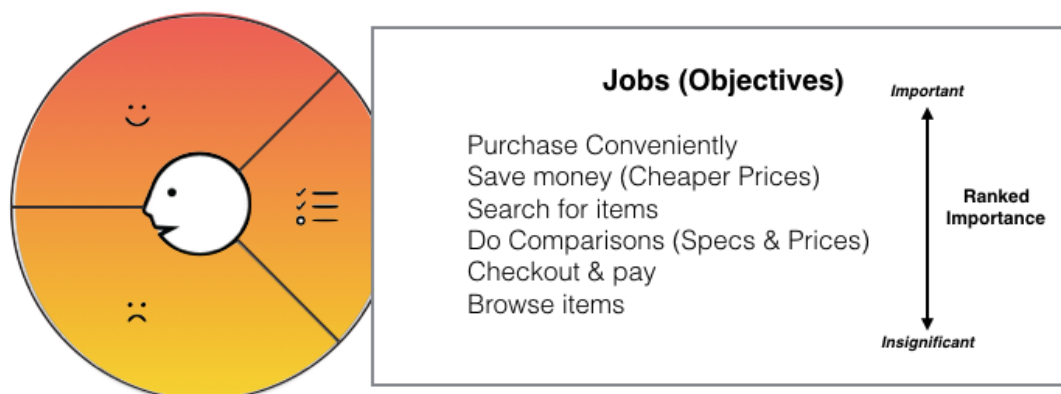 Jobs (Objectives)
Important
Purchase Conveniently
Save money (Cheaper Prices)
Search for items
Do Comparisons (Specs & Prices)
Checkout & pay
Browse items
Ranked
Importance
Insignificant